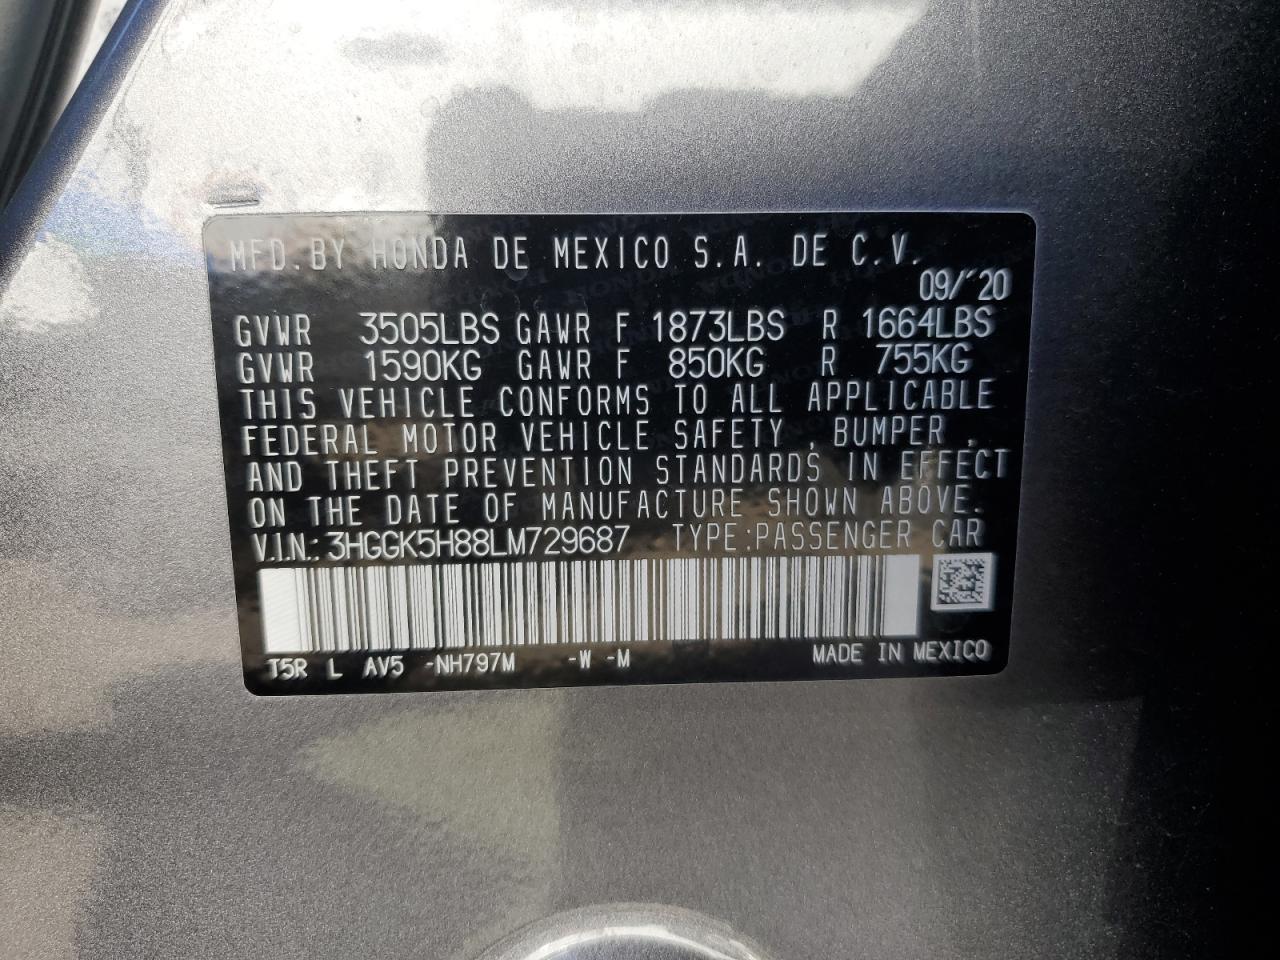 MFD.BY HONDA DE MEXICO S.A. DE C.V.
09/'20
GVWR 3505LBS GAWR F 1873LBS R 1664LBS
GVWR 1590KG GAWR F 850KG R 755KG
THIS VEHICLE CONFORMS TO ALL APPLICABLE
FEDERAL MOTOR VEHICLE SAFETY , BUMPER ,
AND THEFT PREVENTION STANDARDS IN EFFECT
ON THE DATE OF MANUFACTURE SHOWN ABOVE.
V.I.N.:3HGGK5H88LM729687 TYPE:PASSENGER CAR
T5R L AV5 -NH797M -W -M MADE IN MEXICO